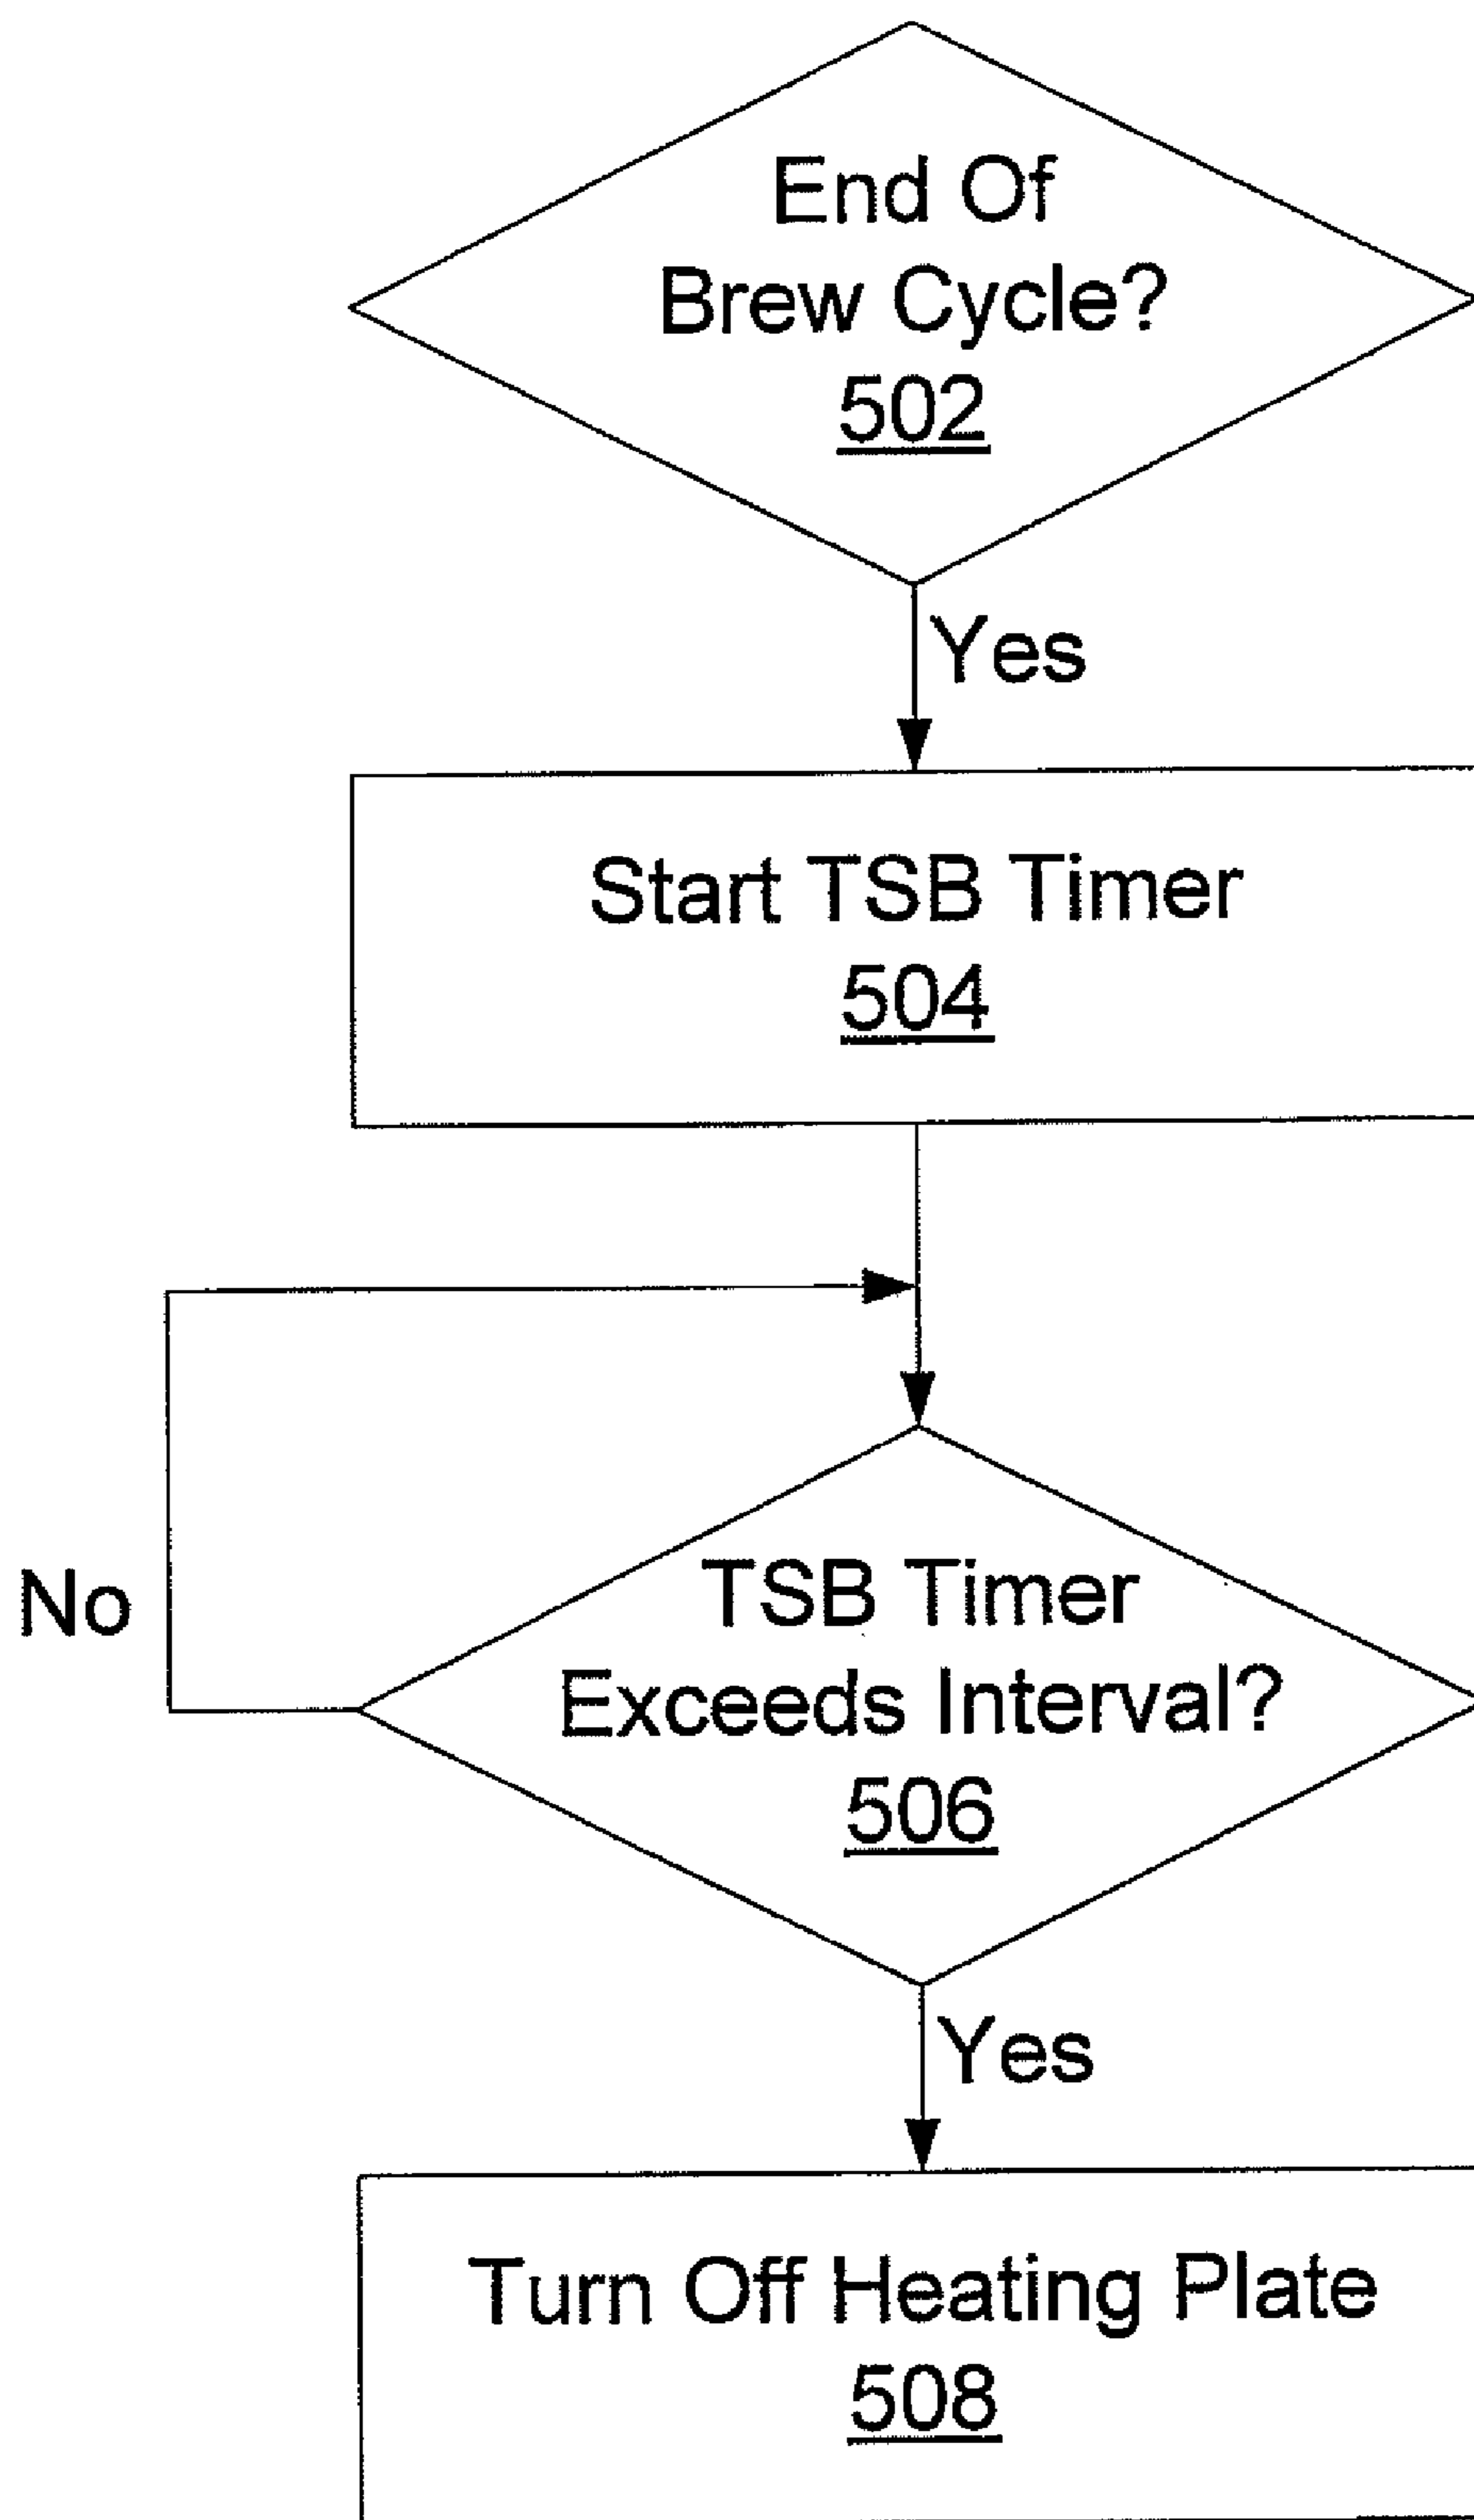 End Of
Brew Cycle?
502
Yes
Start TSB Timer
504
No
TSB Timer
Exceeds Interval?
506
Yes
Turn Off Heating Plate
508